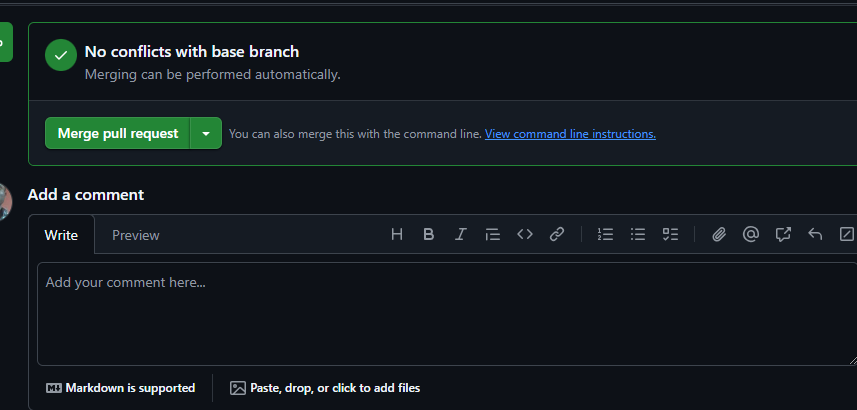 No conflicts with base branch
Merging can be performed automatically.
Merge pull request
You can also merge this with the command line. View command line instructions.
Add a comment
Write Preview
H B I
Add your comment here...
Markdown is supported
Paste, drop, or click to add files